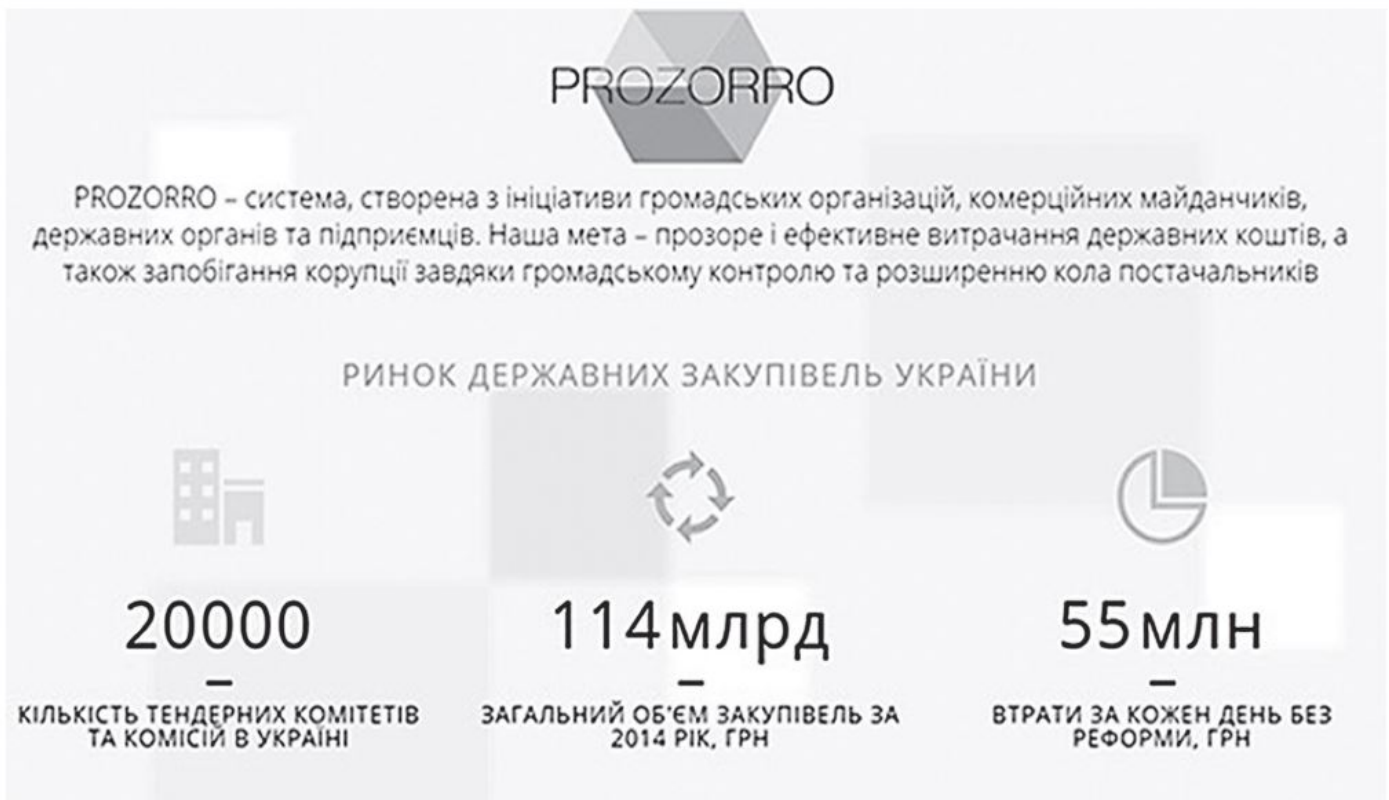 PROZORRO
PROZORRO – система, створена з ініціативи громадських організацій, комерційних майданчиків,
державних органів та підприємців. Наша мета – прозоре і ефективне витрачання державних коштів, а
також запобігання корупції завдяки громадському контролю та розширенню кола постачальників
РИНОК ДЕРЖАВНИХ ЗАКУПІВЕЛЬ УКРАЇНИ
20000
КІЛЬКІСТЬ ТЕНДЕРНИХ КОМІТЕТІВ
ТА КОМІСІЙ В УКРАЇНІ
114млрд
ЗАГАЛЬНИЙ ОБ'ЄМ ЗАКУПІВЕЛЬ ЗА
2014 РІК, ГРН
55млн
ВТРАТИ ЗА КОЖЕН ДЕНЬ БЕЗ
РЕФОРМИ, ГРН